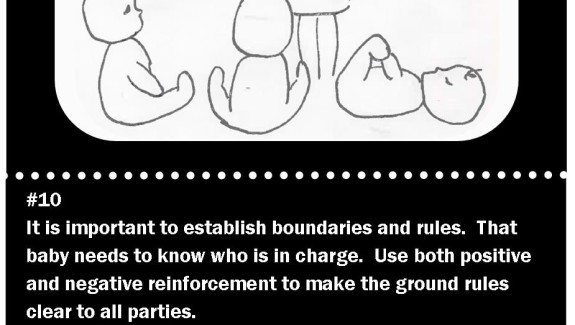 #10
It is important to establish boundaries and rules.  That
baby needs to know who is in charge.  Use both positive
and negative reinforcement to make the ground rules
clear to all parties.